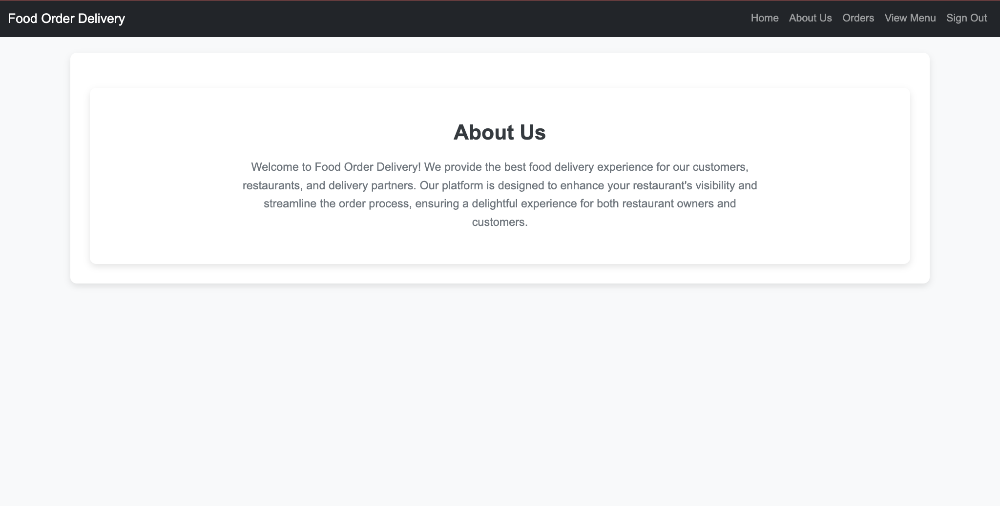 Food Order Delivery
Home About Us Orders View Menu Sign Out
About Us
Welcome to Food Order Delivery! We provide the best food delivery experience for our customers,
restaurants, and delivery partners. Our platform is designed to enhance your restaurant's visibility and
streamline the order process, ensuring a delightful experience for both restaurant owners and
customers.